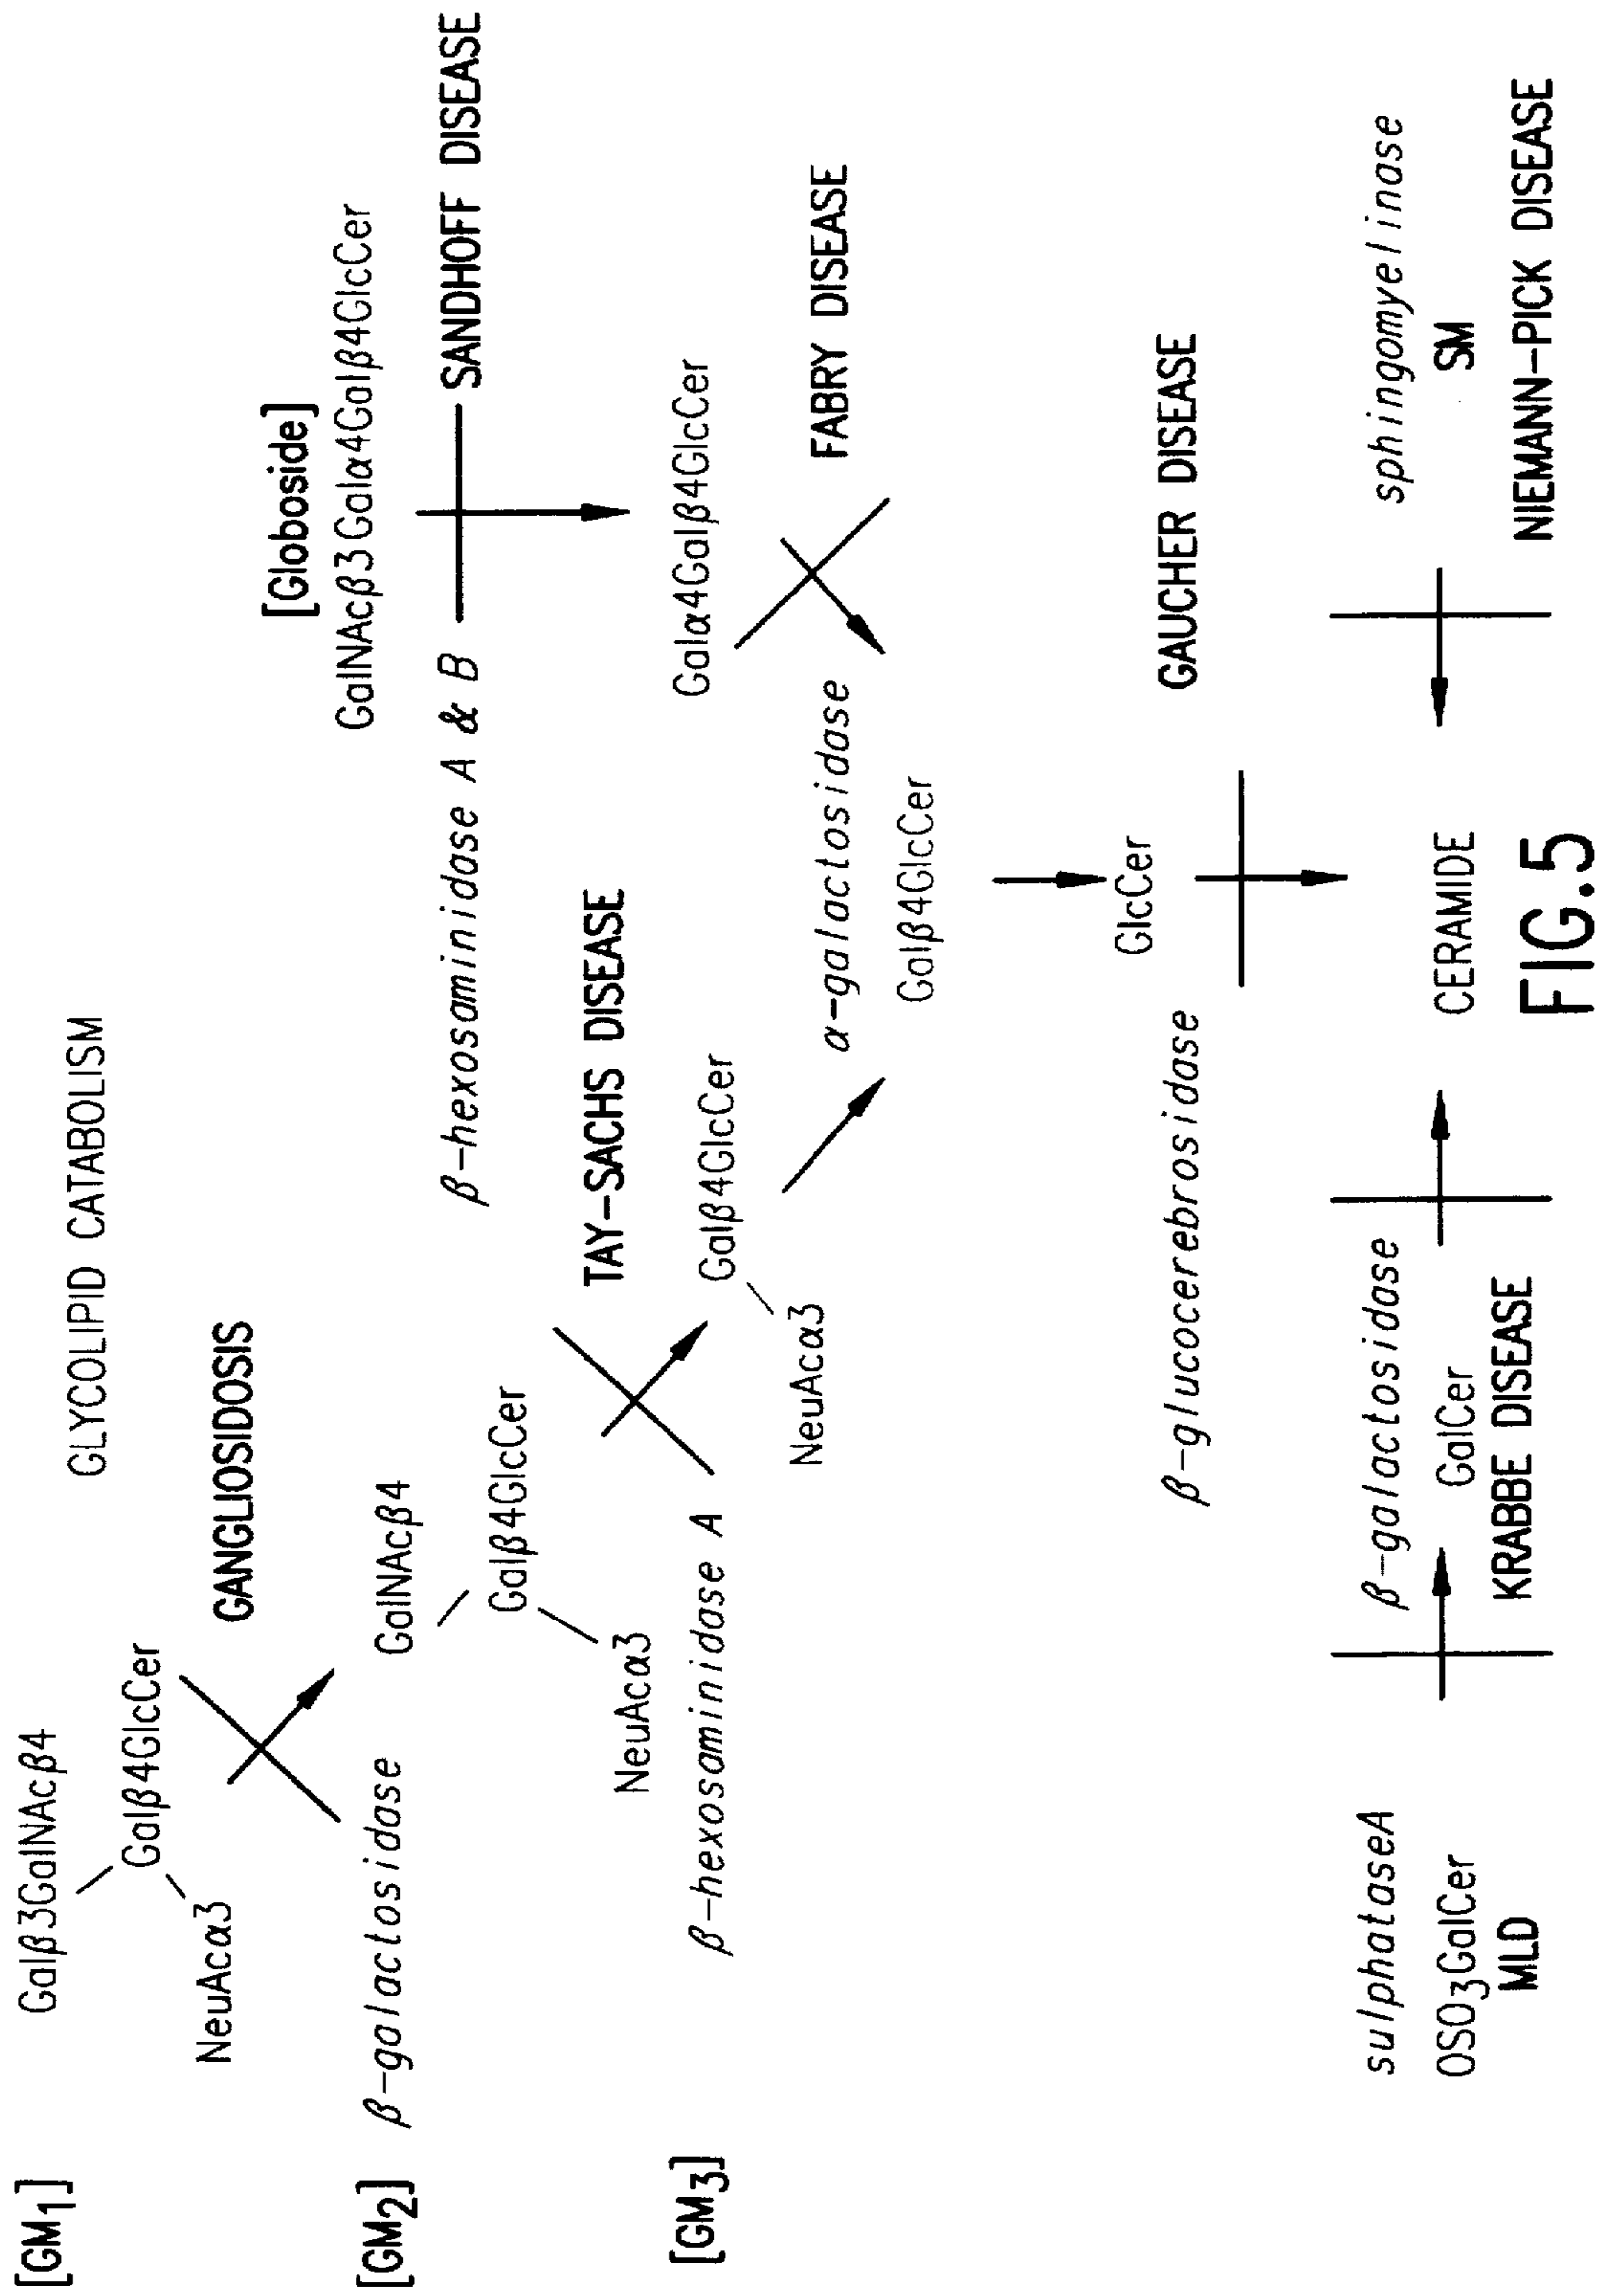 GLYCOLIPID CATABOLISM
[GM1]
Galβ3GalNAcβ4
Galβ4GlcCer
NeuAcα3
GANGLIOSIDOSIS
[Globoside]
GalNAcβ3Galα4Galβ4GlcCer
[GM2]
β-galactosidase
GalNAcβ4
Galβ4GlcCer
NeuAcα3
β-hexosaminidase A & B
SANDHOFF DISEASE
TAY-SACHS DISEASE
[GM3]
β-hexosaminidase A
Galβ4GlcCer
NeuAcα3
Galα4Galβ4GlcCer
α-galactosidase
FABRY DISEASE
Galβ4GlcCer
GlcCer
β-glucocerebrosidase
GAUCHER DISEASE
sulphataseA
OSO3GalCer
MLD
β-galactosidase
GalCer
KRABBE DISEASE
CERAMIDE
sphingomyelinase
SM
NIEMANN-PICK DISEASE
FIG.5